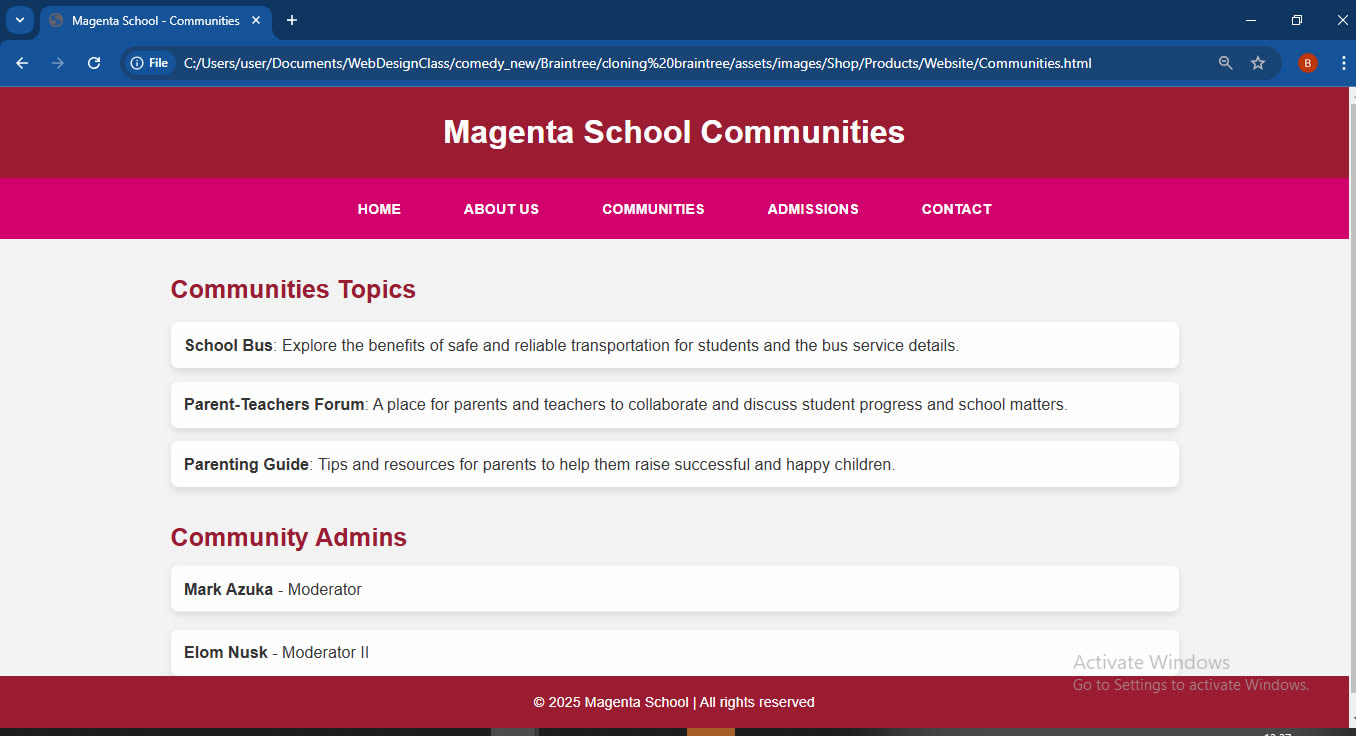 Magenta School - Communities
File
C:/Users/user/Documents/WebDesignClass/comedy_new/Braintree/cloning%20braintree/assets/images/Shop/Products/Website/Communities.html
B
Magenta School Communities
HOME ABOUT US COMMUNITIES ADMISSIONS CONTACT
Communities Topics
School Bus: Explore the benefits of safe and reliable transportation for students and the bus service details.
Parent-Teachers Forum: A place for parents and teachers to collaborate and discuss student progress and school matters.
Parenting Guide: Tips and resources for parents to help them raise successful and happy children.
Community Admins
Mark Azuka - Moderator
Elom Nusk - Moderator II
Activate Windows
Go to Settings to activate Windows.
© 2025 Magenta School | All rights reserved